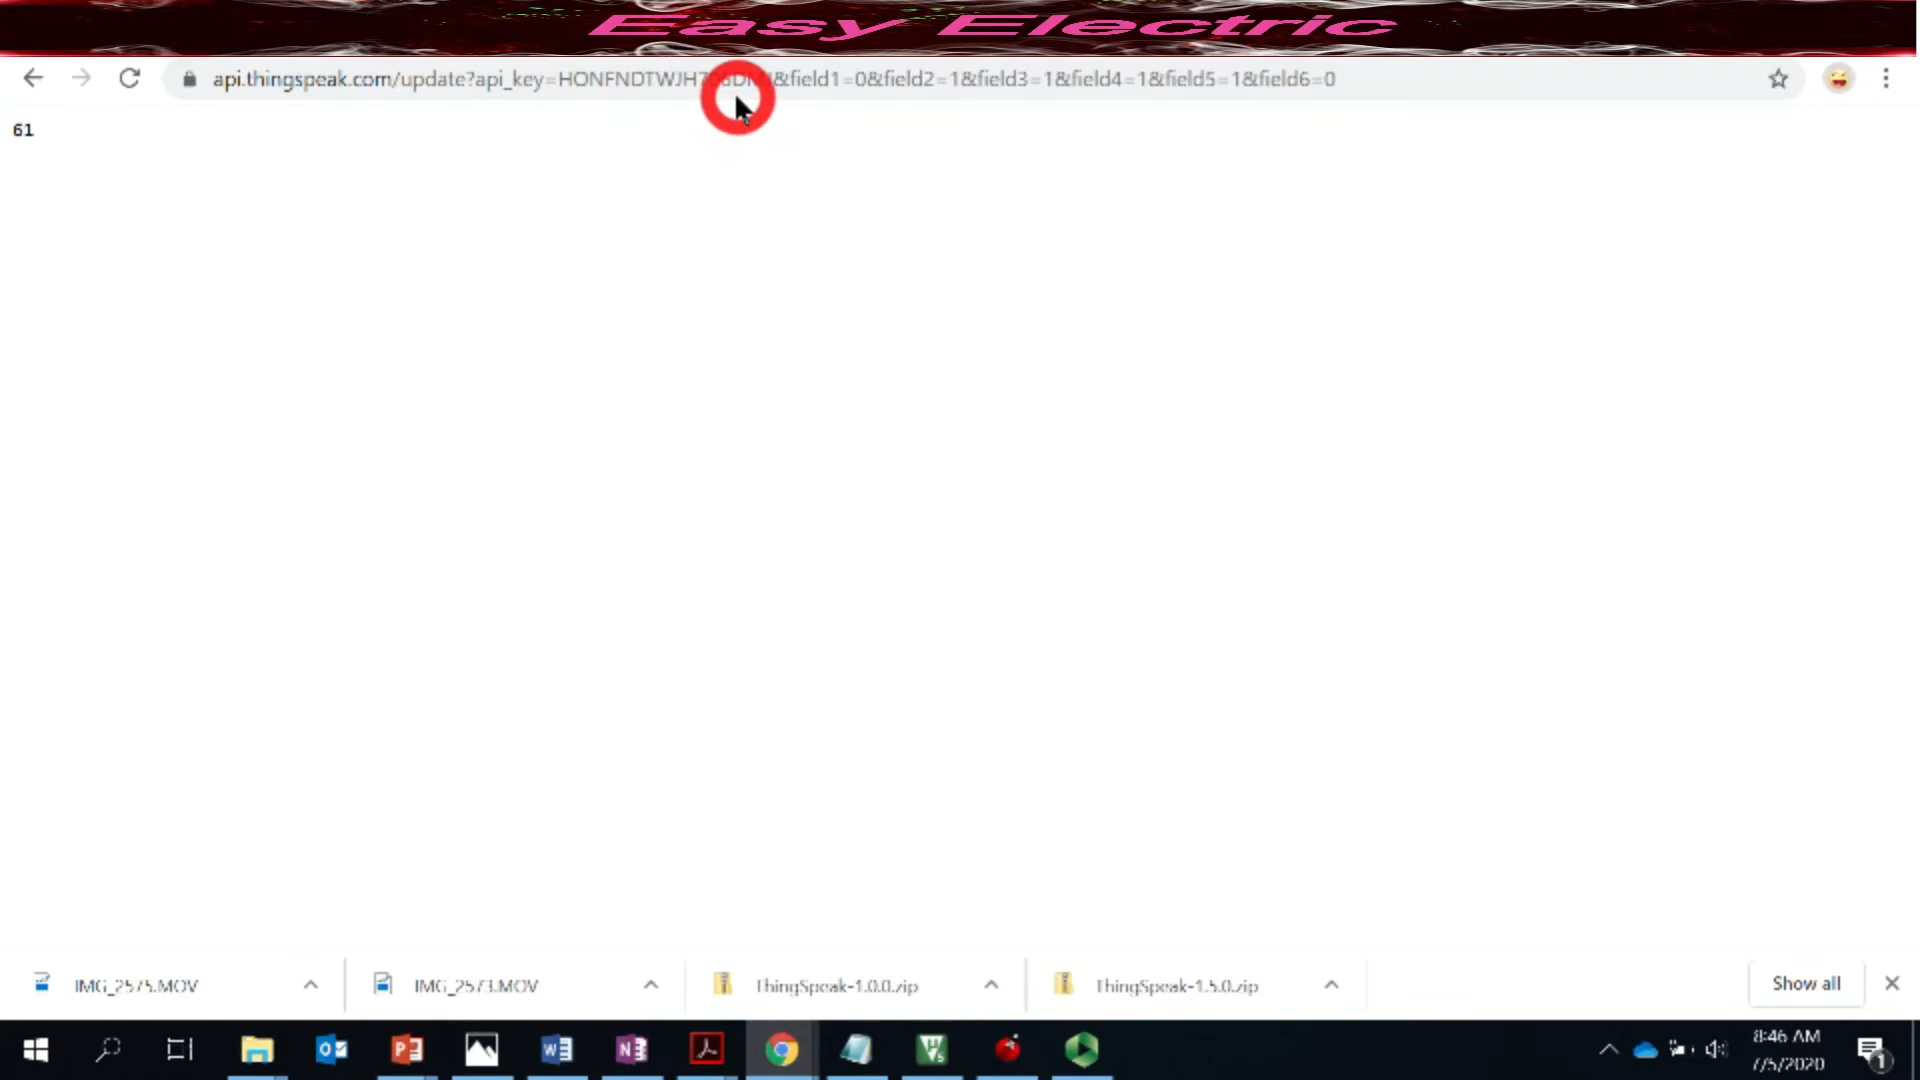 Easy Electric
api.thingspeak.com/update?api_key=HONFNDTWJH &field1=0&field2=1&field3=1&field4=1&field5=1&field6=0
61
IMG_2575.MOV
IMG_2573.MOV
ThingSpeak-1.0.0.zip
ThingSpeak-1.5.0.zip
Show all
8:46 AM
7/5/2020
1